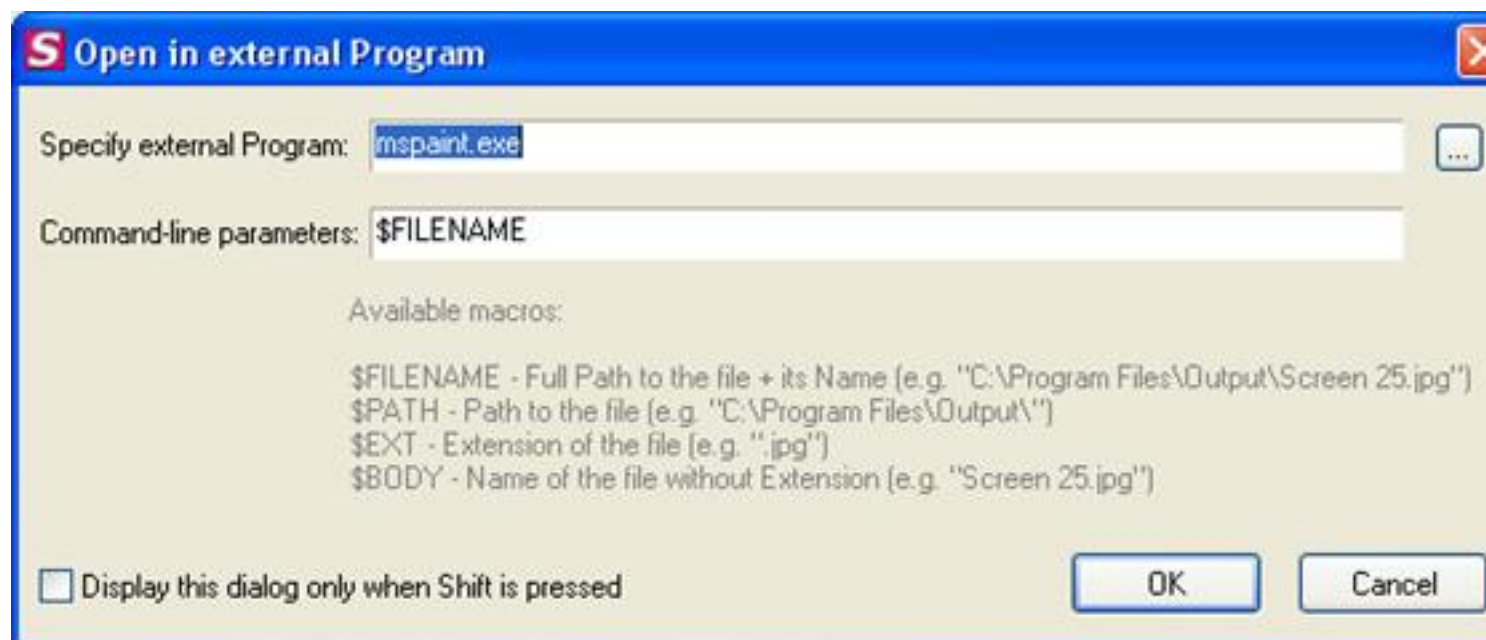 S Open in external Program
Specify external Program: mspaint.exe ...
Command-line parameters: $FILENAME
Available macros:
$FILENAME - Full Path to the file + its Name (e.g. "C:\Program Files\Output\Screen 25.jpg")
$PATH - Path to the file (e.g. "C:\Program Files\Output\")
$EXT - Extension of the file (e.g. ".jpg")
$BODY - Name of the file without Extension (e.g. "Screen 25.jpg")
Display this dialog only when Shift is pressed OK Cancel